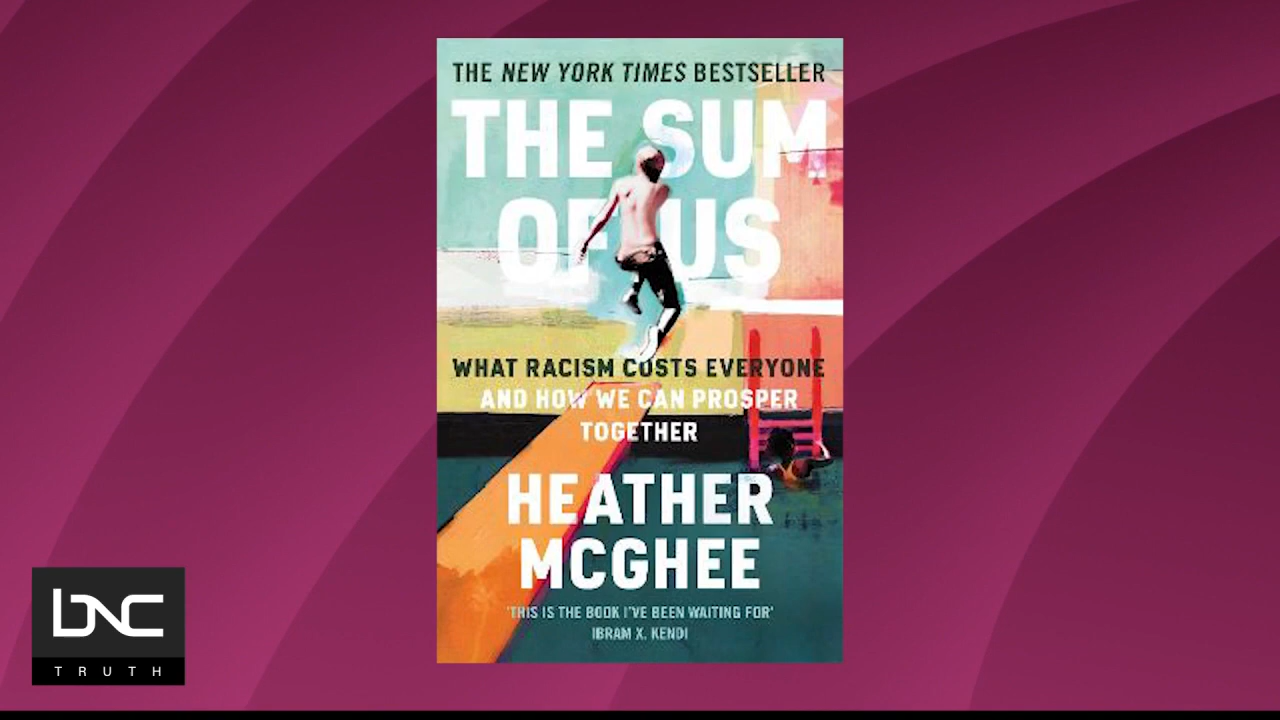 THE NEW YORK TIMES BESTSELLER
THE SUM
OF US
WHAT RACISM COSTS EVERYONE
AND HOW WE CAN PROSPER
TOGETHER
HEATHER
MCGHEE
'THIS IS THE BOOK I'VE BEEN WAITING FOR'
IBRAM X. KENDI
bNC
TRUTH